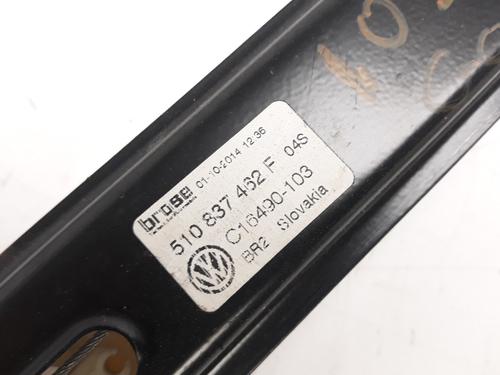 brose 01-10-2014 12:36 04S
510 837 462 F
C16490-103
BR2 Slovakia